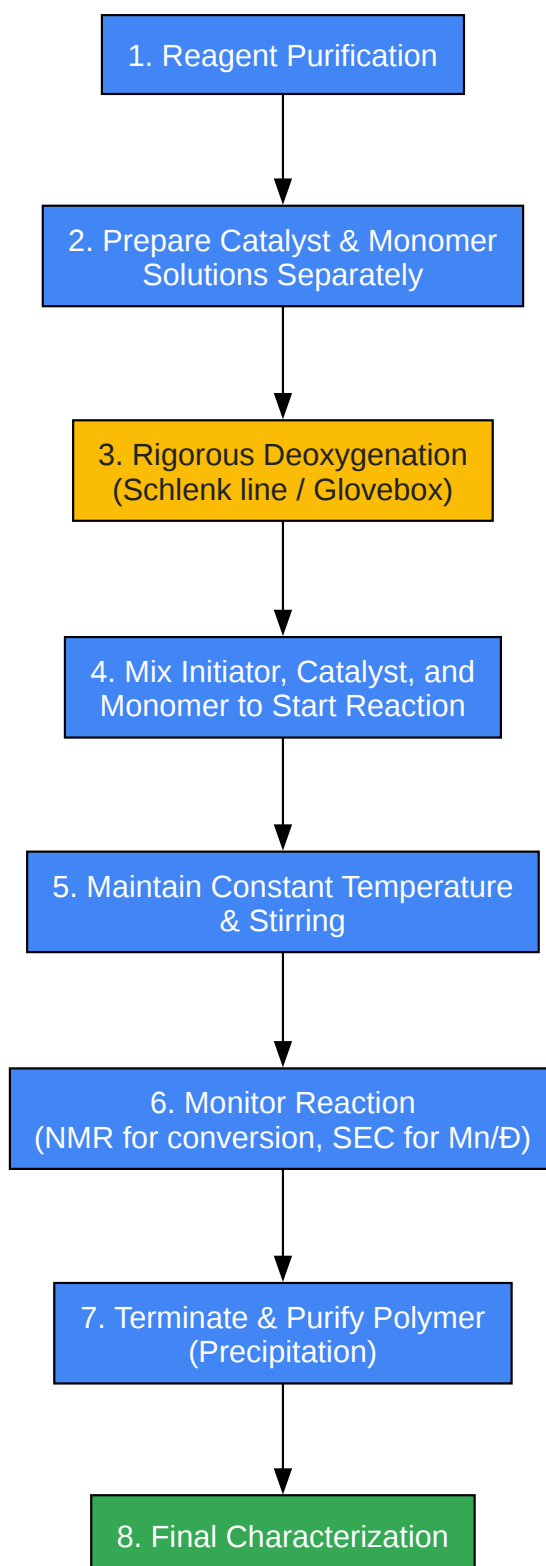 1. Reagent Purification
2. Prepare Catalyst & Monomer
Solutions Separately
3. Rigorous Deoxygenation
(Schlenk line / Glovebox)
4. Mix Initiator, Catalyst, and
Monomer to Start Reaction
5. Maintain Constant Temperature
& Stirring
6. Monitor Reaction
(NMR for conversion, SEC for Mn/Đ)
7. Terminate & Purify Polymer
(Precipitation)
8. Final Characterization